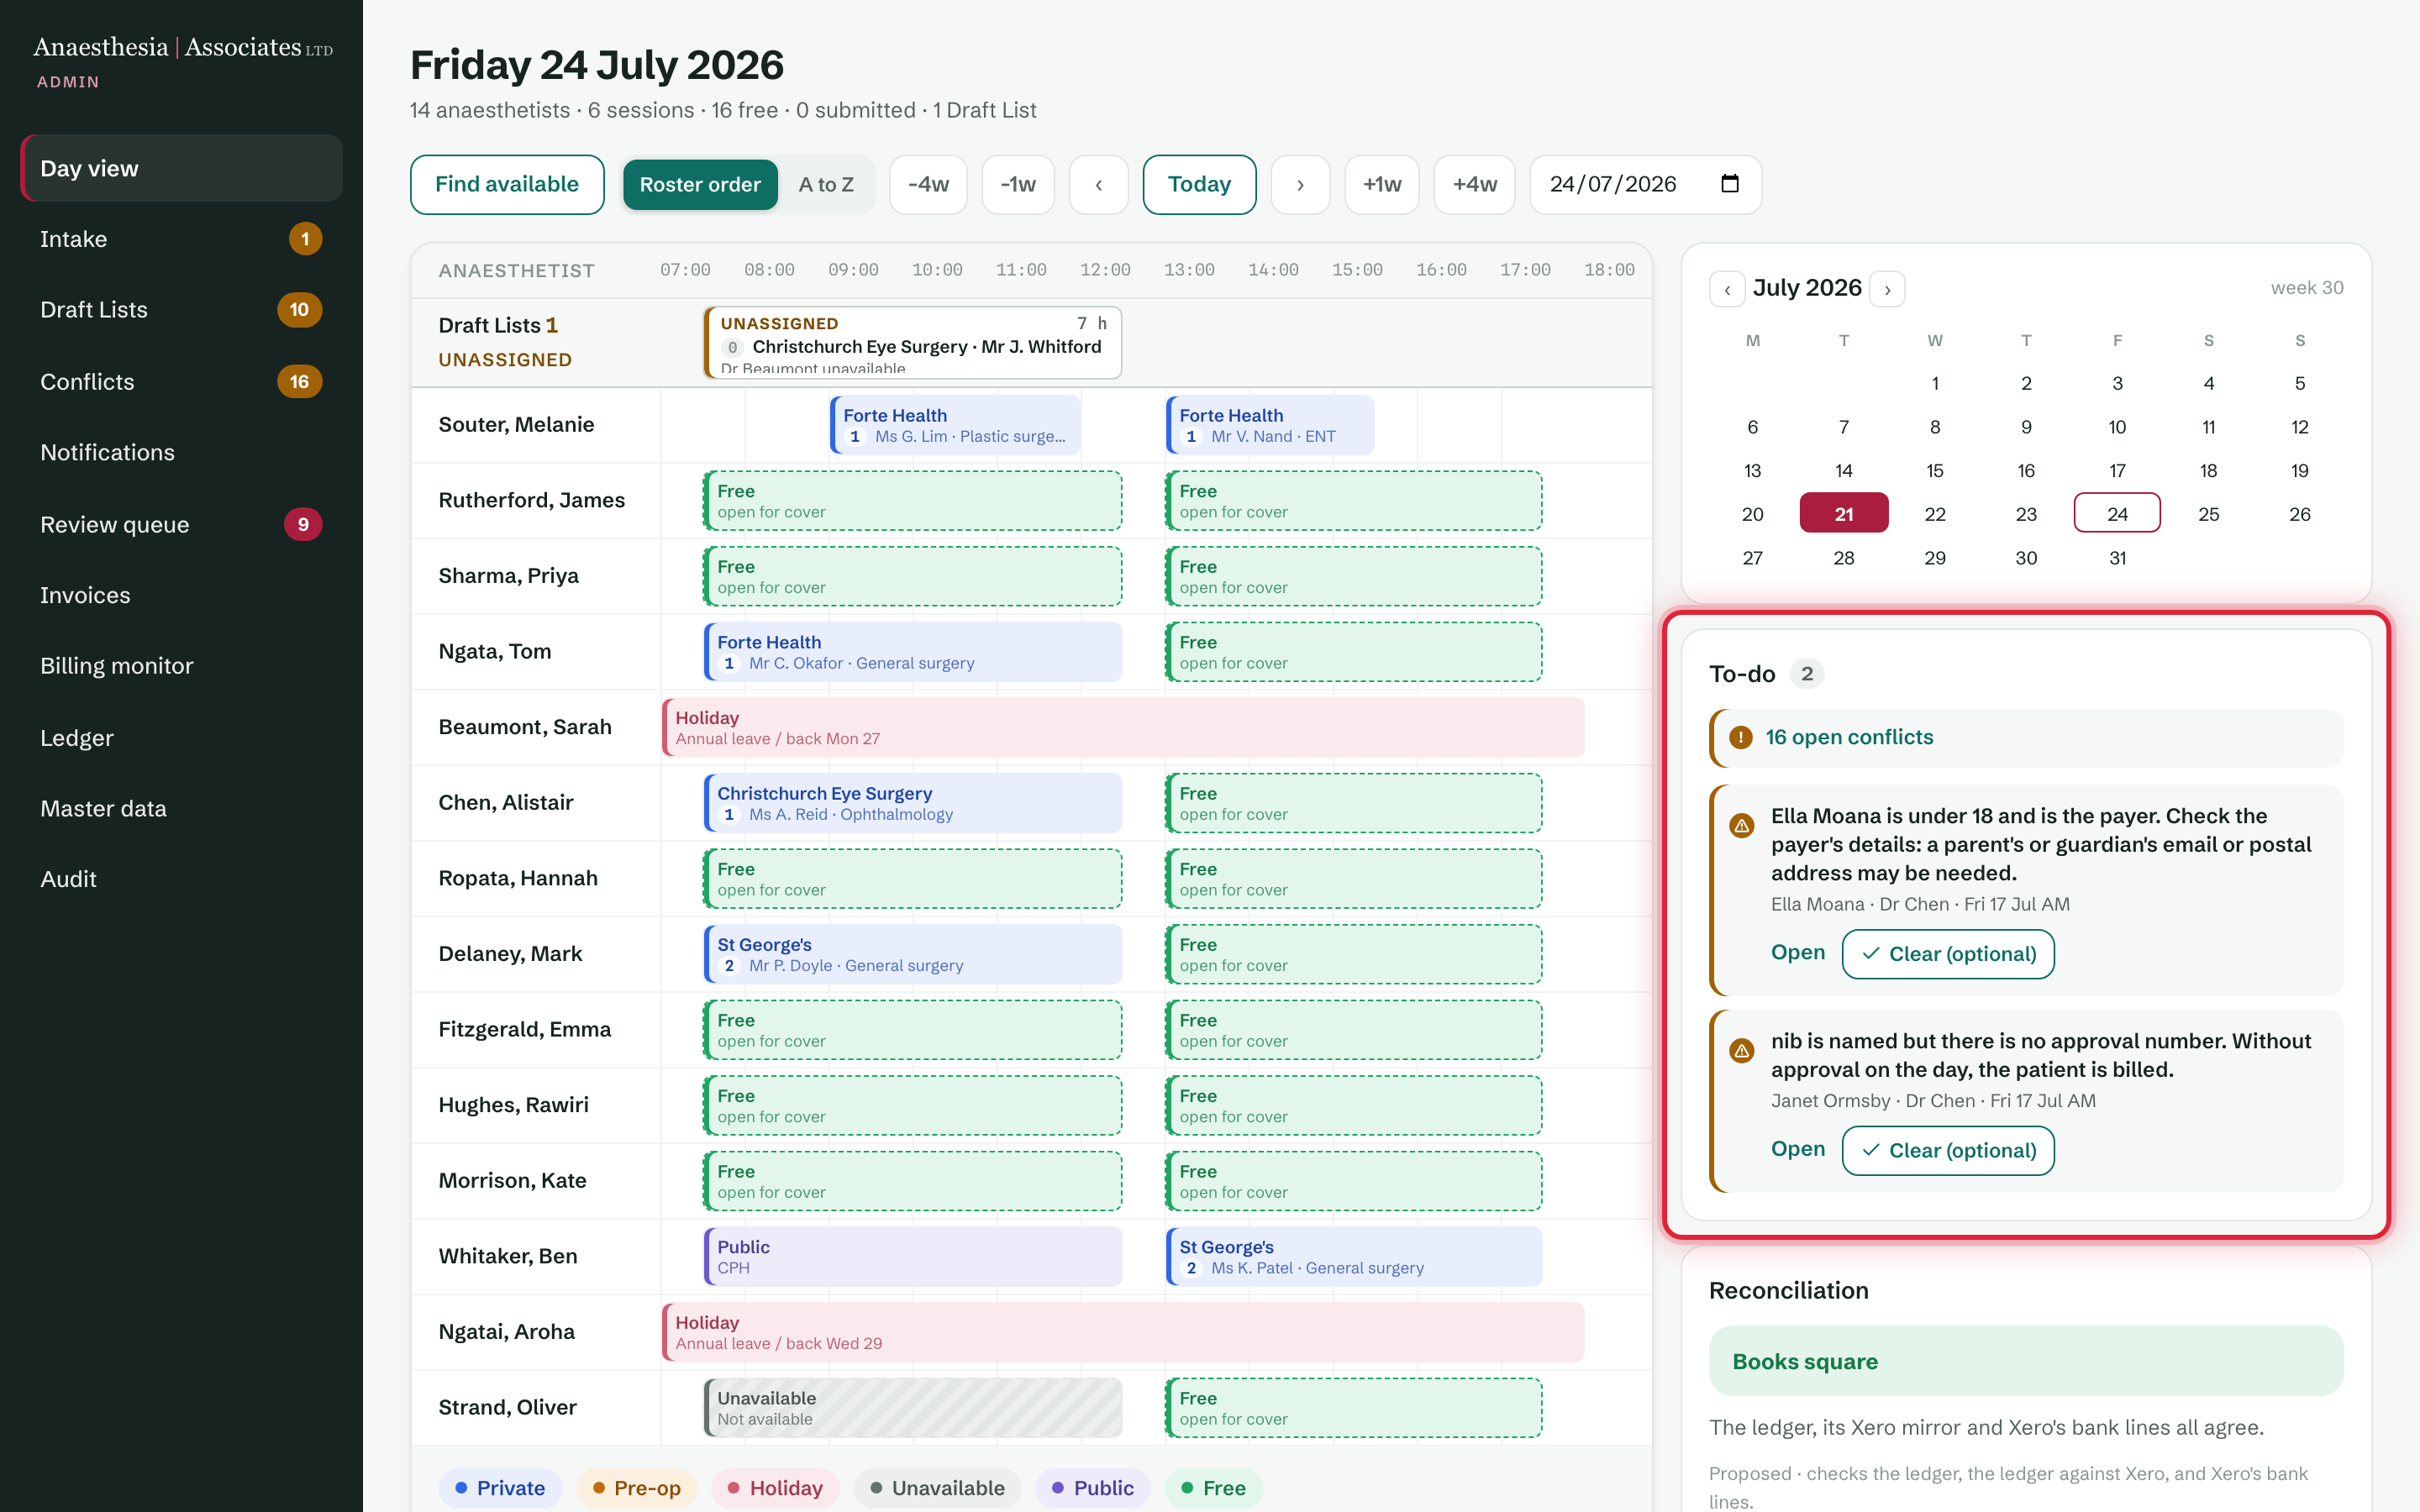 Anaesthesia | Associates LTD
ADMIN
Day view
Intake 1
Draft Lists 10
Conflicts 16
Notifications
Review queue 9
Invoices
Billing monitor
Ledger
Master data
Audit
Friday 24 July 2026
14 anaesthetists · 6 sessions · 16 free · 0 submitted · 1 Draft List
Find available Roster order A to Z -4w -1w ‹ Today › +1w +4w 24/07/2026
ANAESTHETIST 07:00 08:00 09:00 10:00 11:00 12:00 13:00 14:00 15:00 16:00 17:00 18:00
Draft Lists 1
UNASSIGNED
UNASSIGNED 7 h
0 Christchurch Eye Surgery · Mr J. Whitford
Dr Beaumont unavailable
Souter, Melanie
Forte Health
1 Ms G. Lim · Plastic surge...
Forte Health
1 Mr V. Nand · ENT
Rutherford, James
Free
open for cover
Free
open for cover
Sharma, Priya
Free
open for cover
Free
open for cover
Ngata, Tom
Forte Health
1 Mr C. Okafor · General surgery
Free
open for cover
Beaumont, Sarah
Holiday
Annual leave / back Mon 27
Chen, Alistair
Christchurch Eye Surgery
1 Ms A. Reid · Ophthalmology
Free
open for cover
Ropata, Hannah
Free
open for cover
Free
open for cover
Delaney, Mark
St George's
2 Mr P. Doyle · General surgery
Free
open for cover
Fitzgerald, Emma
Free
open for cover
Free
open for cover
Hughes, Rawiri
Free
open for cover
Free
open for cover
Morrison, Kate
Free
open for cover
Free
open for cover
Whitaker, Ben
Public
CPH
St George's
2 Ms K. Patel · General surgery
Ngatai, Aroha
Holiday
Annual leave / back Wed 29
Strand, Oliver
Unavailable
Not available
Free
open for cover
Private Pre-op Holiday Unavailable Public Free
‹ July 2026 › week 30
M T W T F S S
1 2 3 4 5
6 7 8 9 10 11 12
13 14 15 16 17 18 19
20 21 22 23 24 25 26
27 28 29 30 31
To-do 2
16 open conflicts
Ella Moana is under 18 and is the payer. Check the
payer's details: a parent's or guardian's email or postal
address may be needed.
Ella Moana · Dr Chen · Fri 17 Jul AM
Open ✓ Clear (optional)
nib is named but there is no approval number. Without
approval on the day, the patient is billed.
Janet Ormsby · Dr Chen · Fri 17 Jul AM
Open ✓ Clear (optional)
Reconciliation
Books square
The ledger, its Xero mirror and Xero's bank lines all agree.
Proposed · checks the ledger, the ledger against Xero, and Xero's bank
lines.